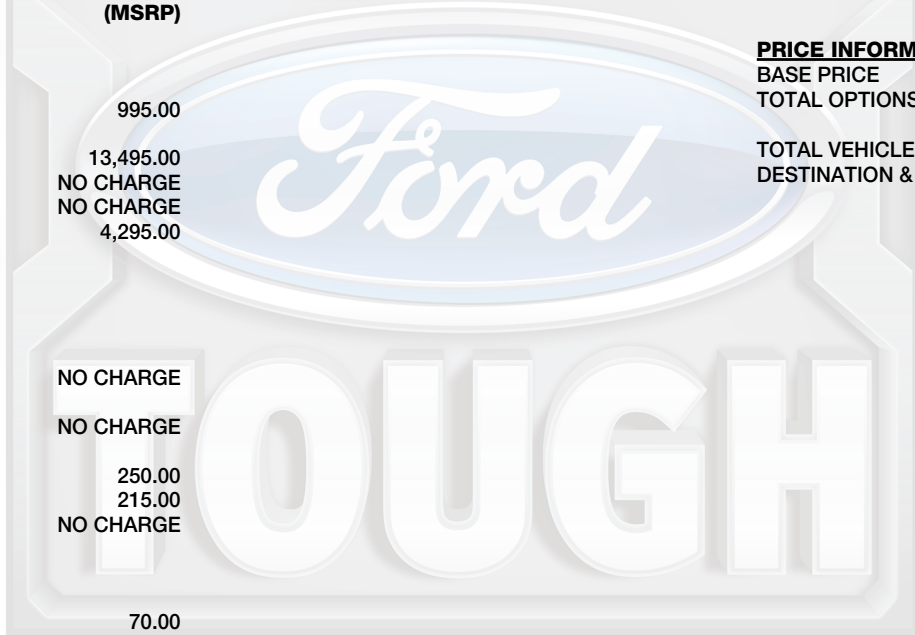 (MSRP)
995.00
13,495.00
NO CHARGE
NO CHARGE
4,295.00
NO CHARGE
NO CHARGE
250.00
215.00
NO CHARGE
70.00
PRICE INFORM
BASE PRICE
TOTAL OPTIONS
TOTAL VEHICLE
DESTINATION &
Ford
TOUGH